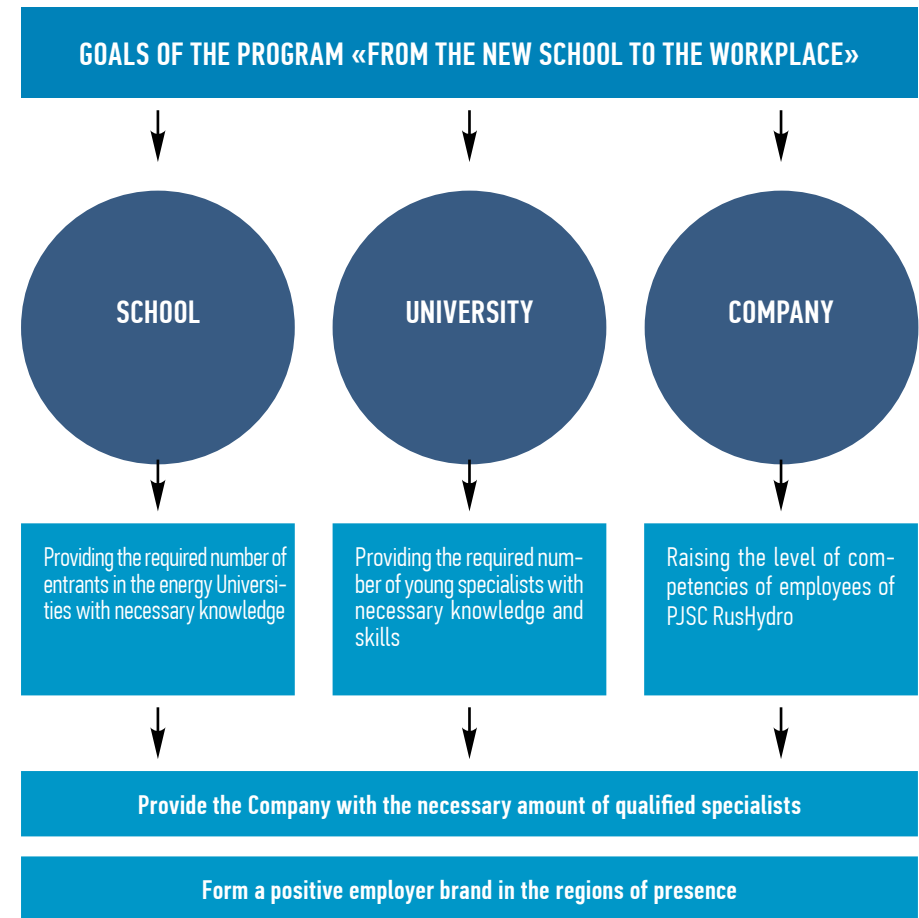 GOALS OF THE PROGRAM «FROM THE NEW SCHOOL TO THE WORKPLACE»
SCHOOL
UNIVERSITY
COMPANY
Providing the required number of
entrants in the energy Universi-
ties with necessary knowledge
Providing the required num-
ber of young specialists with
necessary knowledge and
skills
Raising the level of com-
petencies of employees of
PJSC RusHydro
Provide the Company with the necessary amount of qualified specialists
Form a positive employer brand in the regions of presence